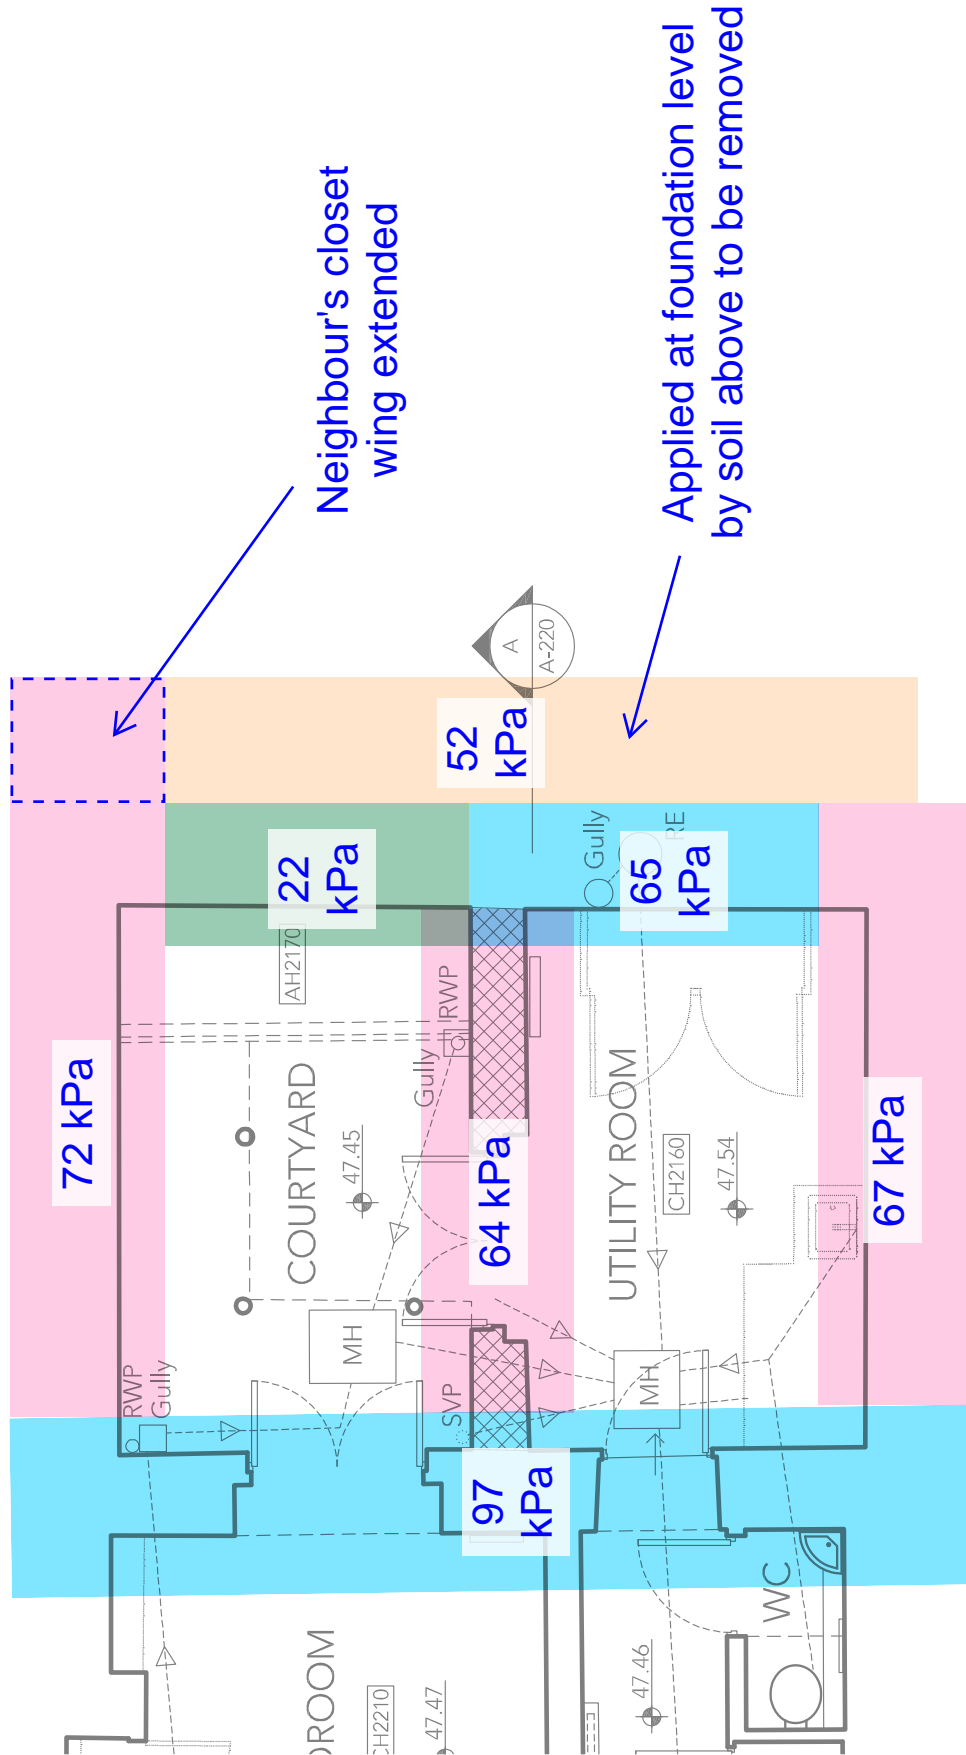 Neighbour's closet
wing extended
Applied at foundation level
by soil above to be removed
A
A-220
52
kPa
22
kPa
65
kPa
Gully
RE
AH2170
72 kPa
COURTYARD
47.45
Gully
RWP
64 kPa
UTILITY ROOM
CH2160
47.54
67 kPa
MH
MH
RWP
Gully
SVP
97
kPa
WC
DROOM
CH2210
47.47
47.46